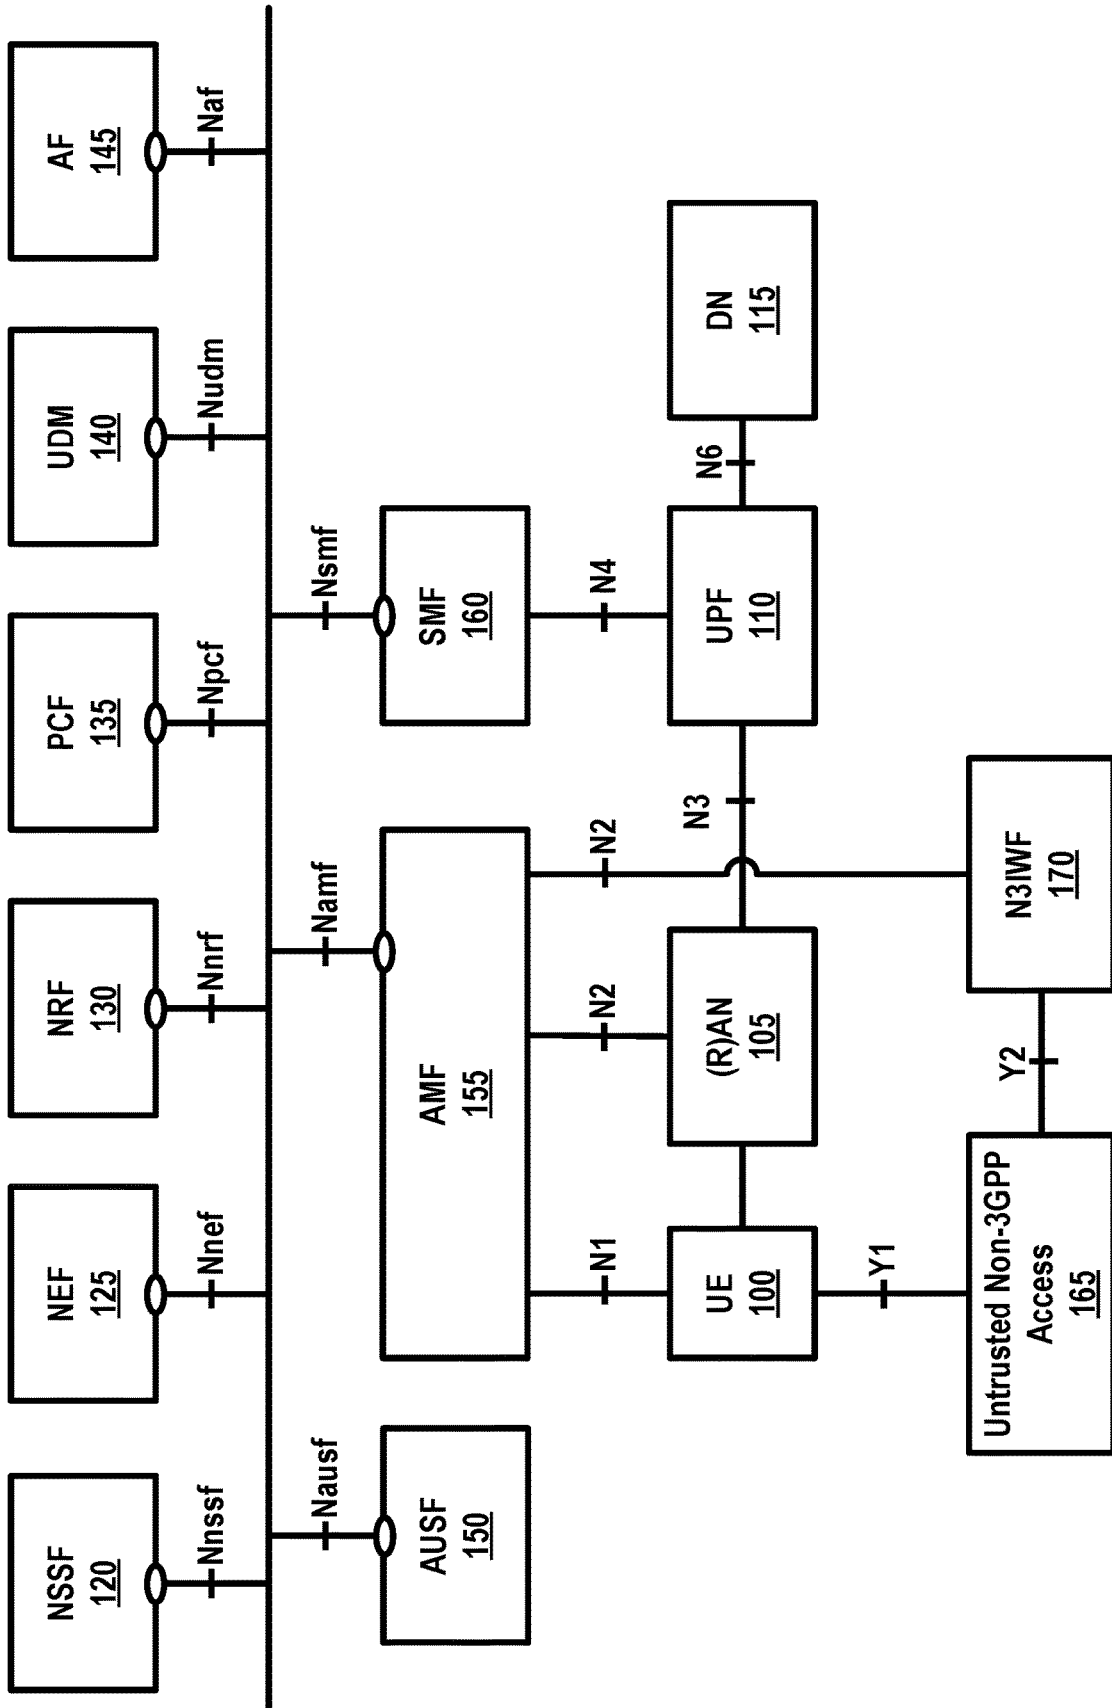 NSSF
120
NEF
125
NRF
130
PCF
135
UDM
140
AF
145
Nnssf
Nnef
Nnrf
Npcf
Nudm
Naf
Nausf
Namf
Nsmf
AUSF
150
AMF
155
SMF
160
N1
N2
N2
N4
UE
100
(R)AN
105
N3
UPF
110
N6
DN
115
Y1
Untrusted Non-3GPP
Access
165
Y2
N3IWF
170